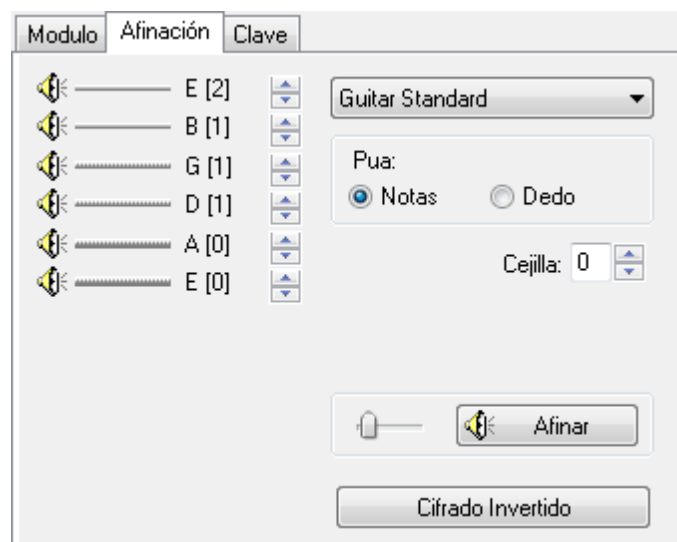 Modulo Afinación Clave
E [2]
B [1]
G [1]
D [1]
A [0]
E [0]
Guitar Standard
Pua:
Notas Dedo
Cejilla: 0
Afinar
Cifrado Invertido